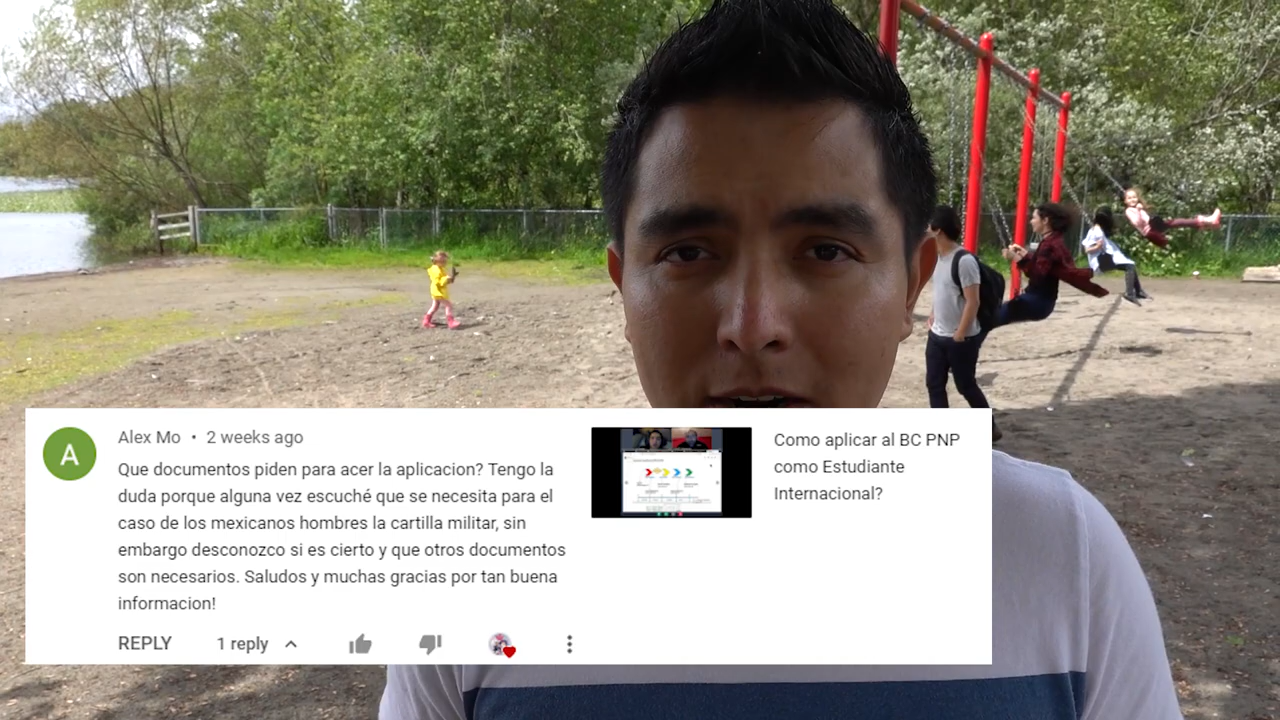 Alex Mo • 2 weeks ago
Que documentos piden para acer la aplicacion? Tengo la
duda porque alguna vez escuché que se necesita para el
caso de los mexicanos hombres la cartilla militar, sin
embargo desconozco si es cierto y que otros documentos
son necesarios. Saludos y muchas gracias por tan buena
informacion!
REPLY 1 reply
A
Como aplicar al BC PNP
como Estudiante
Internacional?